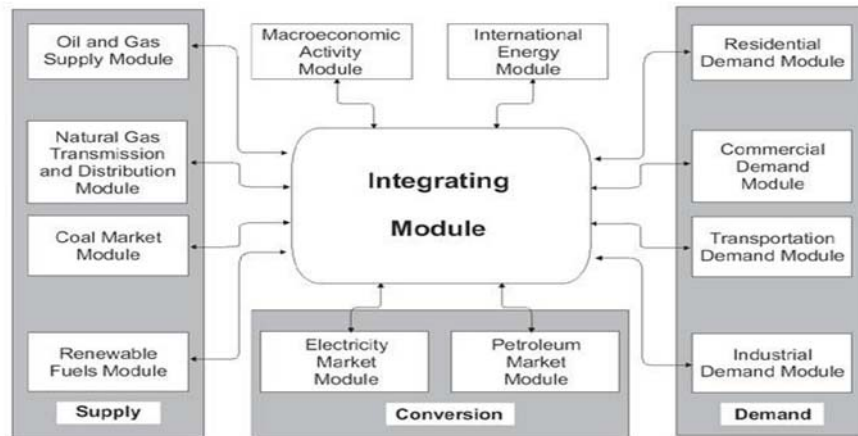 Oil and Gas
Supply Module
Natural Gas
Transmission
and Distribution
Module
Coal Market
Module
Renewable
Fuels Module
Supply
Macroeconomic
Activity
Module
International
Energy
Module
Integrating
Module
Electricity
Market
Module
Petroleum
Market
Module
Conversion
Residential
Demand Module
Commercial
Demand
Module
Transportation
Demand Module
Industrial
Demand Module
Demand